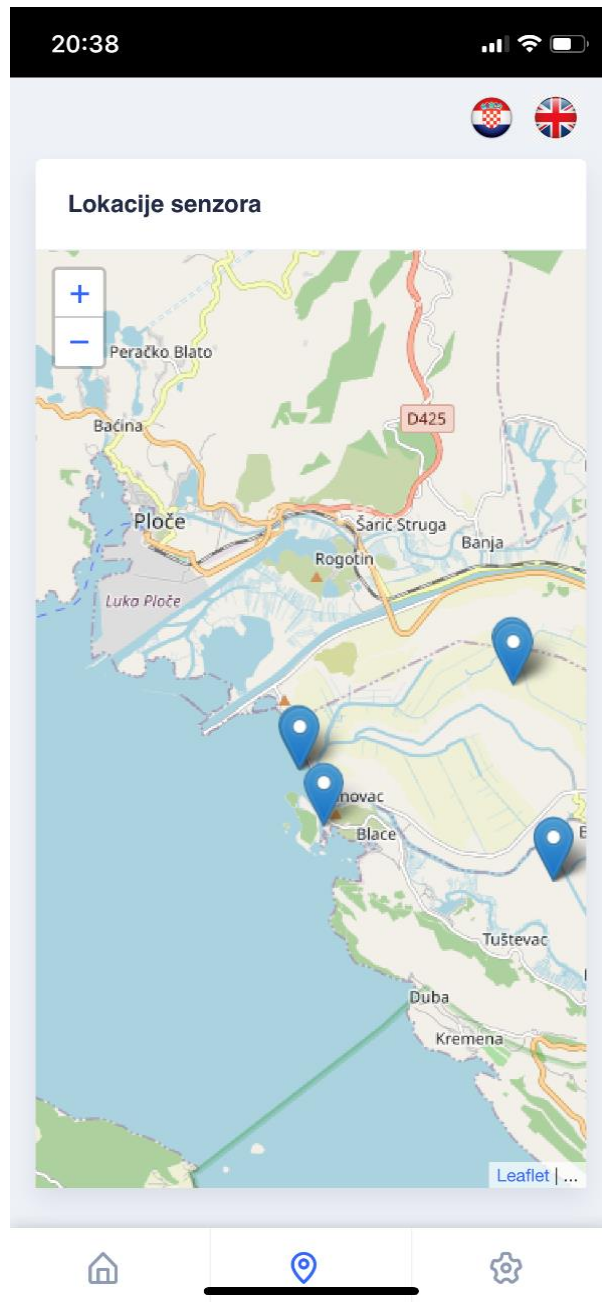 20:38
Lokacije senzora
+
−
Peračko Blato
Baćina
D425
Ploče
Šarić Struga
Banja
Rogotin
Luka Ploče
Blace
Tuštevac
Duba
Kremena
Leaflet | ...